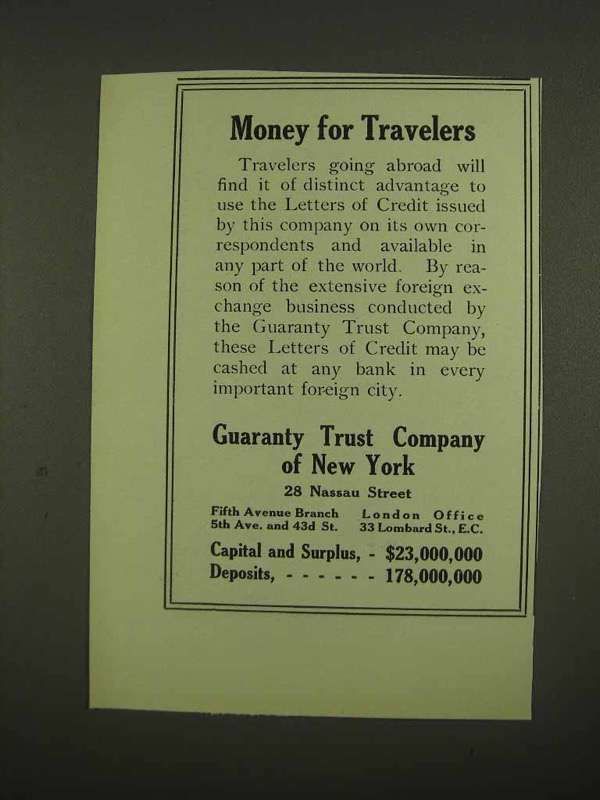 Money for Travelers
Travelers going abroad will
find it of distinct advantage to
use the Letters of Credit issued
by this company on its own cor-
respondents and available in
any part of the world. By rea-
son of the extensive foreign ex-
change business conducted by
the Guaranty Trust Company,
these Letters of Credit may be
cashed at any bank in every
important foreign city.
Guaranty Trust Company
of New York
28 Nassau Street
Fifth Avenue Branch London Office
5th Ave. and 43d St. 33 Lombard St., E.C.
Capital and Surplus, - $23,000,000
Deposits, - - - - - - 178,000,000